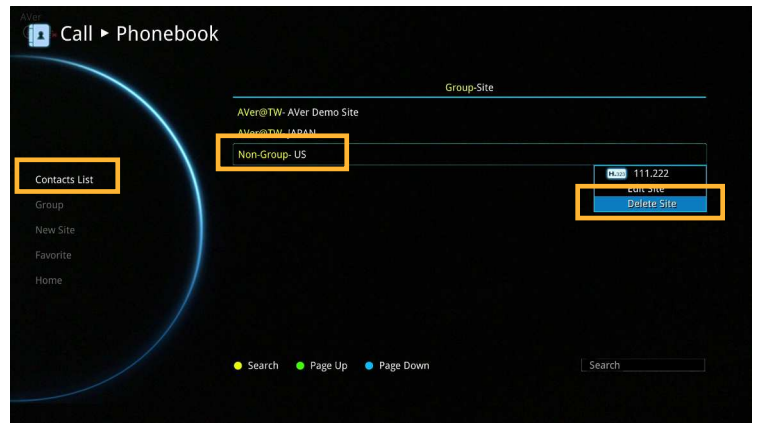 AVer
Call ▸ Phonebook
Group-Site
AVer@TW- AVer Demo Site
AVer@TW- JAPAN
Non-Group- US
H.323 111.222
Edit Site
Delete Site
Contacts List
Group
New Site
Favorite
Home
Search
Page Up
Page Down
Search